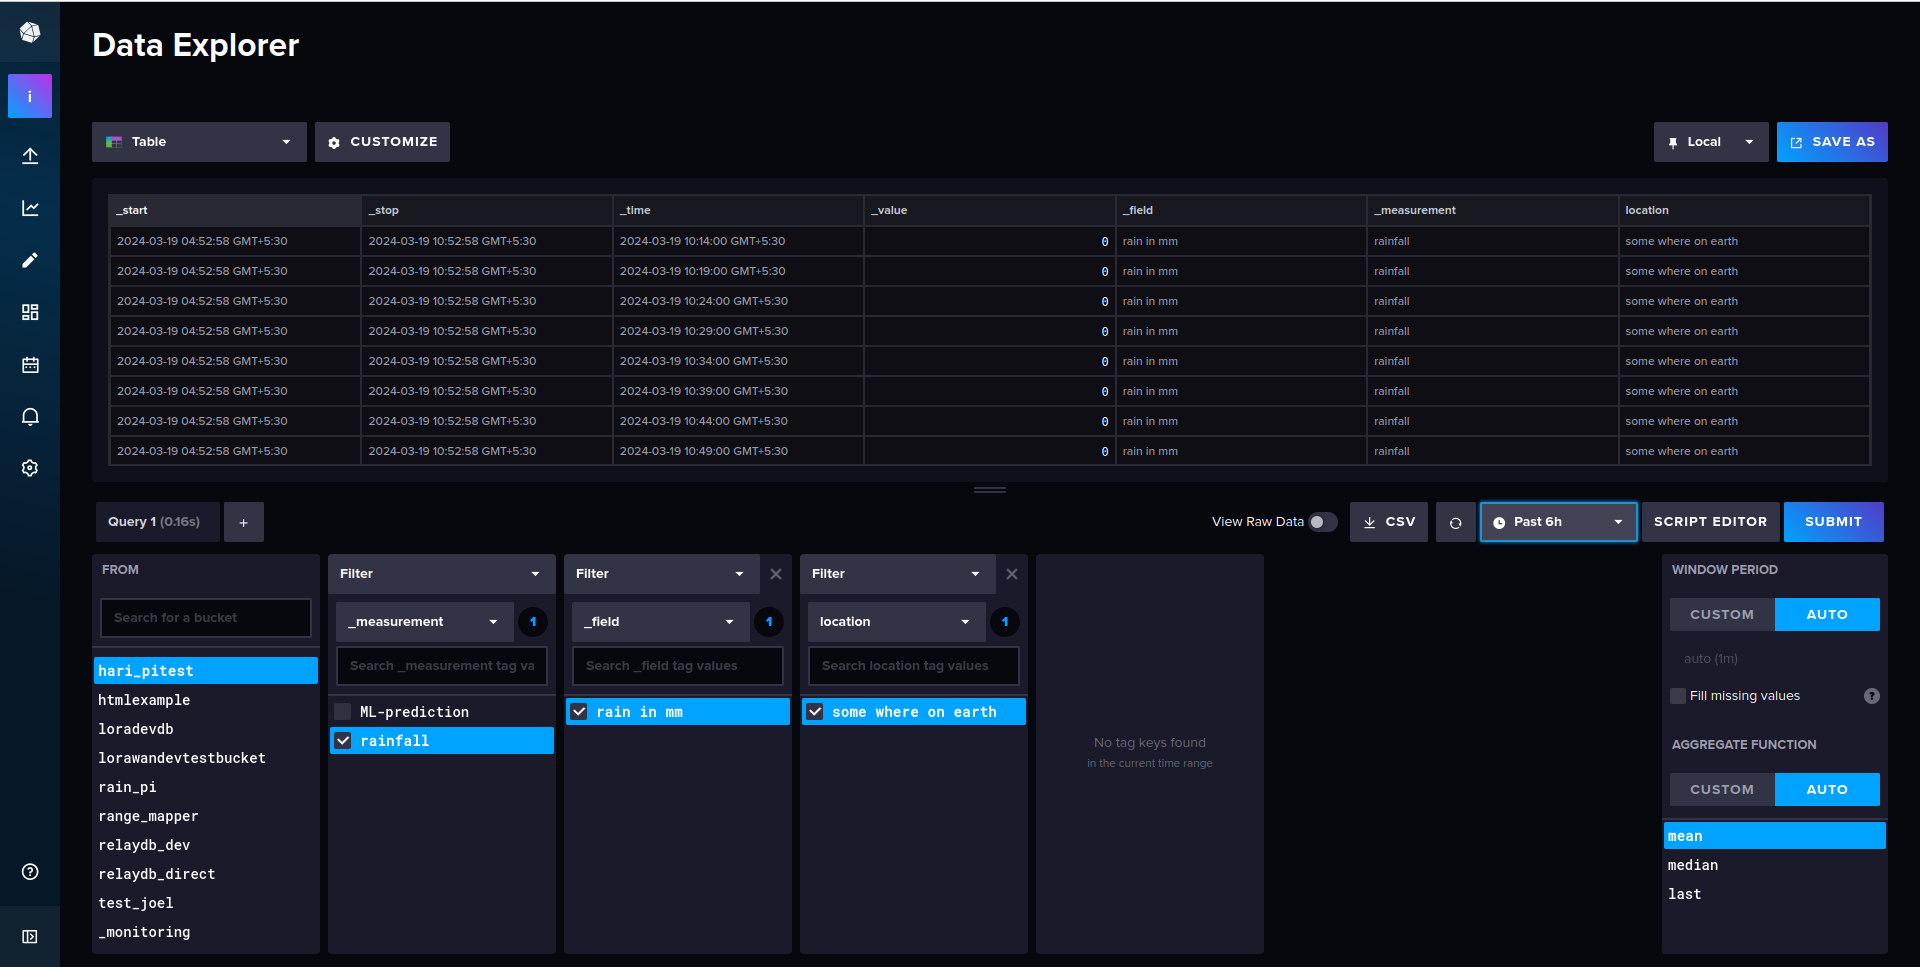 Data Explorer
i
Table
CUSTOMIZE
Local
SAVE AS
_start _stop _time _value _field _measurement location
2024-03-19 04:52:58 GMT+5:30 2024-03-19 10:52:58 GMT+5:30 2024-03-19 10:14:00 GMT+5:30 0 rain in mm rainfall some where on earth
2024-03-19 04:52:58 GMT+5:30 2024-03-19 10:52:58 GMT+5:30 2024-03-19 10:19:00 GMT+5:30 0 rain in mm rainfall some where on earth
2024-03-19 04:52:58 GMT+5:30 2024-03-19 10:52:58 GMT+5:30 2024-03-19 10:24:00 GMT+5:30 0 rain in mm rainfall some where on earth
2024-03-19 04:52:58 GMT+5:30 2024-03-19 10:52:58 GMT+5:30 2024-03-19 10:29:00 GMT+5:30 0 rain in mm rainfall some where on earth
2024-03-19 04:52:58 GMT+5:30 2024-03-19 10:52:58 GMT+5:30 2024-03-19 10:34:00 GMT+5:30 0 rain in mm rainfall some where on earth
2024-03-19 04:52:58 GMT+5:30 2024-03-19 10:52:58 GMT+5:30 2024-03-19 10:39:00 GMT+5:30 0 rain in mm rainfall some where on earth
2024-03-19 04:52:58 GMT+5:30 2024-03-19 10:52:58 GMT+5:30 2024-03-19 10:44:00 GMT+5:30 0 rain in mm rainfall some where on earth
2024-03-19 04:52:58 GMT+5:30 2024-03-19 10:52:58 GMT+5:30 2024-03-19 10:49:00 GMT+5:30 0 rain in mm rainfall some where on earth
Query 1 (0.16s)
+
View Raw Data
CSV
Past 6h
SCRIPT EDITOR
SUBMIT
FROM
Search for a bucket
hari_pitest
htmlexample
loradevdb
lorawandevtestbucket
rain_pi
range_mapper
relaydb_dev
relaydb_direct
test_joel
_monitoring
Filter
_measurement 1
Search _measurement tag va
ML-prediction
rainfall
Filter
_field 1
Search _field tag values
rain in mm
Filter
location 1
Search location tag values
some where on earth
No tag keys found
in the current time range
WINDOW PERIOD
CUSTOM AUTO
auto (1m)
Fill missing values ?
AGGREGATE FUNCTION
CUSTOM AUTO
mean
median
last